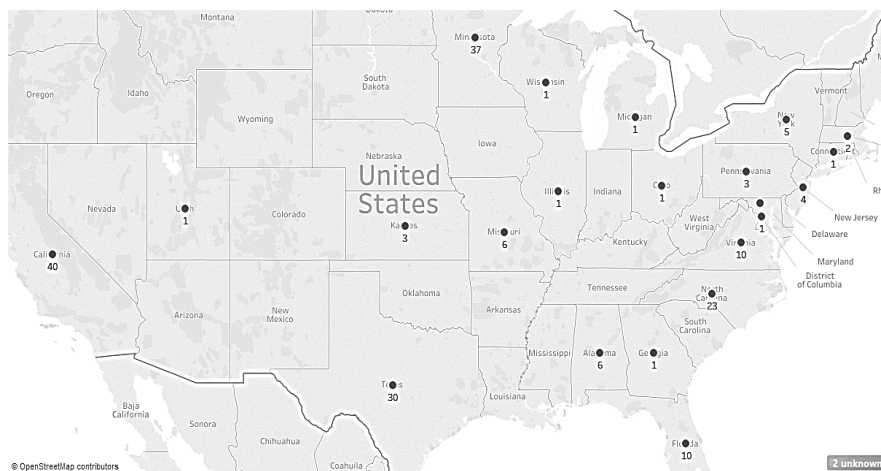 Dakota
Montana
Minnesota
37
Oregon
Idaho
South
Dakota
Wisconsin
1
Vermont
Wyoming
Michigan
1
New
York
5
2
Iowa
Connecticut
1
Nebraska
United
States
Pennsylvania
3
Nevada
Utah
1
Colorado
Kansas
3
Missouri
6
Illinois
1
Indiana
Ohio
1
4
New Jersey
West
Virginia
1
Delaware
Virginia
10
Maryland
District
of Columbia
California
40
Kentucky
Arizona
New
Mexico
Oklahoma
Arkansas
Tennessee
North
Carolina
23
South
Carolina
Texas
30
Mississippi
Alabama
6
Georgia
1
Louisiana
Baja
California
Sonora
Chihuahua
Coahuila
Florida
10
© OpenStreetMap contributors
2 unknown